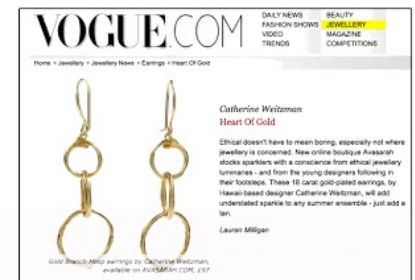 VOGUE.COM
DAILY NEWS
FASHION SHOWS
VIDEO
TRENDS
BEAUTY
JEWELLERY
MAGAZINE
COMPETITIONS
Home > Jewellery > Jewellery News > Earrings > Heart Of Gold
Catherine Weitzman
Heart Of Gold
Ethical doesn't have to mean boring, especially not where
jewellery is concerned. New online boutique Avasarah
stocks sparklers with a conscience from ethical jewellery
luminaries - and from the young designers following in
their footsteps. These 18 carat gold-plated earrings, by
Hawaii-based designer Catherine Weitzman, will add
understated sparkle to any summer ensemble - just add a
tan.
Lauren Milligan
Gold Branch Hoop earrings by Catherine Weitzman,
available on AVASARAH.COM, £97